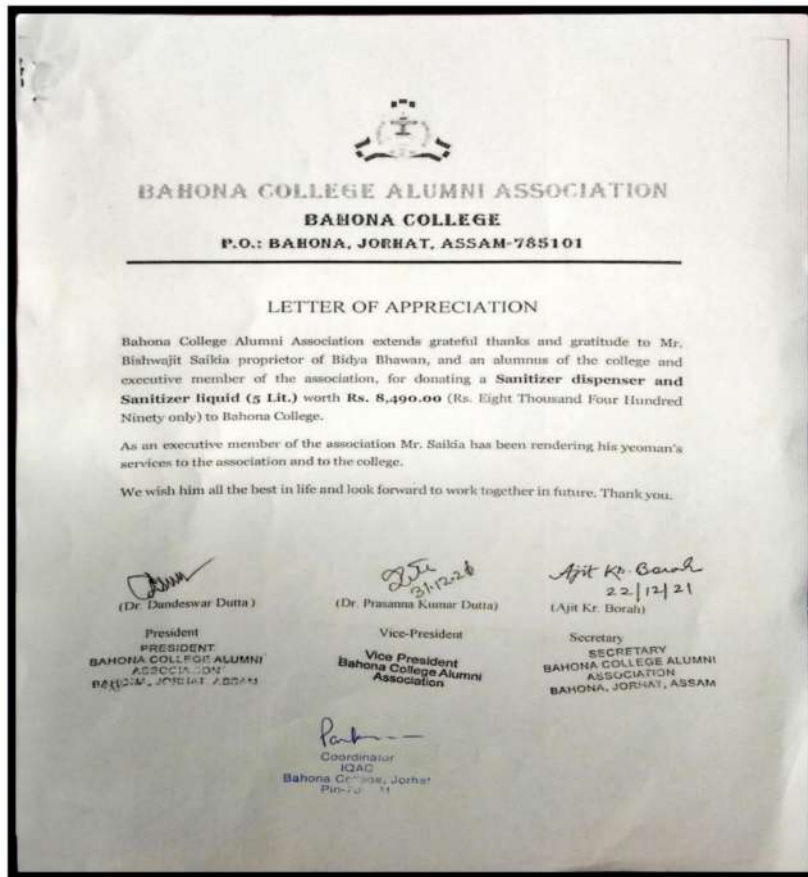 BAHONA COLLEGE ALUMNI ASSOCIATION
BAHONA COLLEGE
P.O.: BAHONA, JORHAT, ASSAM-785101
LETTER OF APPRECIATION
Bahona College Alumni Association extends grateful thanks and gratitude to Mr.
Bishwajit Saikia proprietor of Bidya Bhawan, and an alumnus of the college and
executive member of the association, for donating a Sanitizer dispenser and
Sanitizer liquid (5 Lit.) worth Rs. 8,490.00 (Rs. Eight Thousand Four Hundred
Ninety only) to Bahona College.
As an executive member of the association Mr. Saikia has been rendering his yeoman's
services to the association and to the college.
We wish him all the best in life and look forward to work together in future. Thank you.
Ajit Kr. Borah
22/12/21
(Dr. Dandeswar Dutta)
(Dr. Prasanna Kumar Dutta)
(Ajit Kr. Borah)
President
Vice-President
Secretary
PRESIDENT
BAHONA COLLEGE ALUMNI
ASSOCIATION
BAHONA, JORHAT, ASSAM
Vice President
Bahona College Alumni
Association
SECRETARY
BAHONA COLLEGE ALUMNI
ASSOCIATION
BAHONA, JORHAT, ASSAM
Coordinator
IQAC
Bahona College, Jorhat